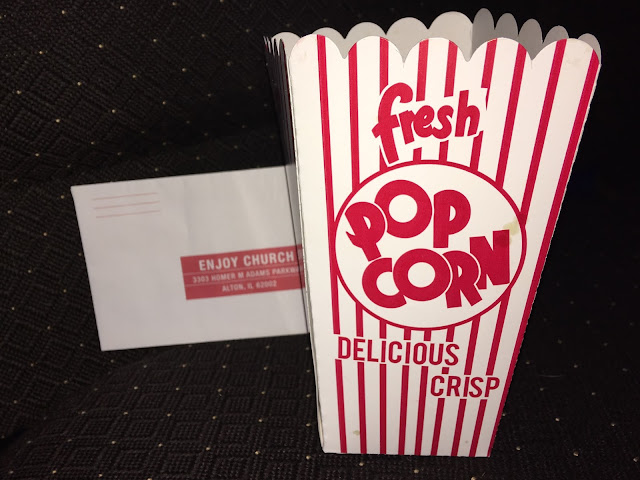 ENJOY CHURCH
3303 HOMER M ADAMS PARKWAY
ALTON, IL 62002
fresh
POP
CORN
DELICIOUS
CRISP